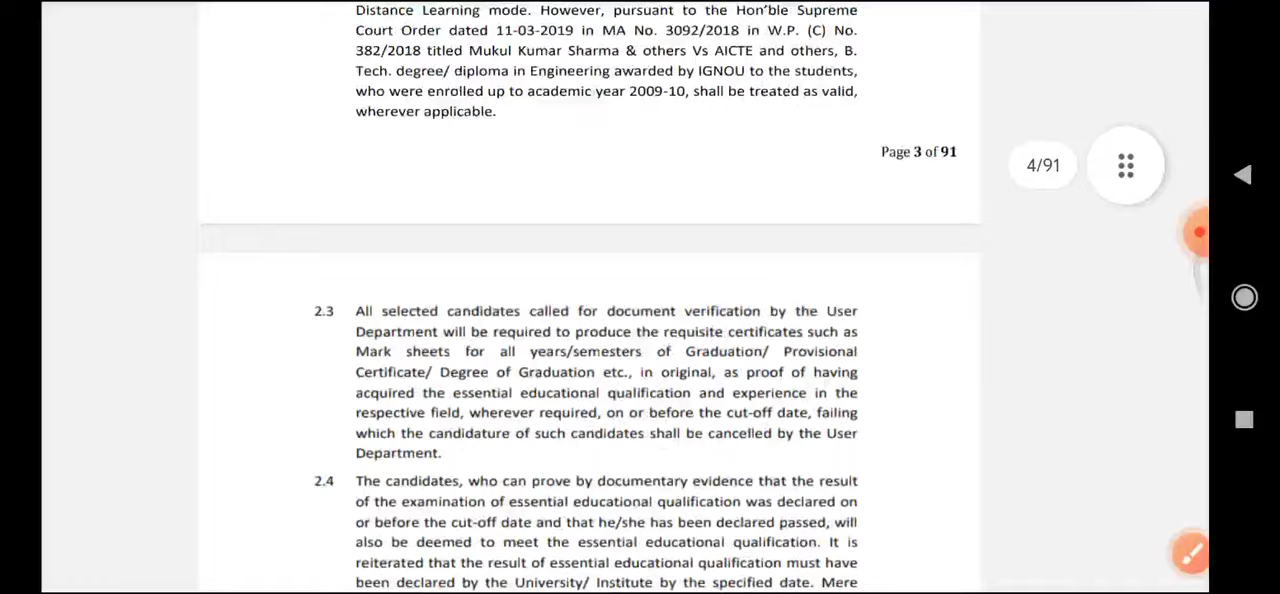 Distance Learning mode. However, pursuant to the Hon'ble Supreme
Court Order dated 11-03-2019 in MA No. 3092/2018 in W.P. (C) No.
382/2018 titled Mukul Kumar Sharma & others Vs AICTE and others, B.
Tech. degree/ diploma in Engineering awarded by IGNOU to the students,
who were enrolled up to academic year 2009-10, shall be treated as valid,
wherever applicable.
Page 3 of 91
4/91
2.3 All selected candidates called for document verification by the User
Department will be required to produce the requisite certificates such as
Mark sheets for all years/semesters of Graduation/ Provisional
Certificate/ Degree of Graduation etc., in original, as proof of having
acquired the essential educational qualification and experience in the
respective field, wherever required, on or before the cut-off date, failing
which the candidature of such candidates shall be cancelled by the User
Department.
2.4 The candidates, who can prove by documentary evidence that the result
of the examination of essential educational qualification was declared on
or before the cut-off date and that he/she has been declared passed, will
also be deemed to meet the essential educational qualification. It is
reiterated that the result of essential educational qualification must have
been declared by the University/ Institute by the specified date. Mere